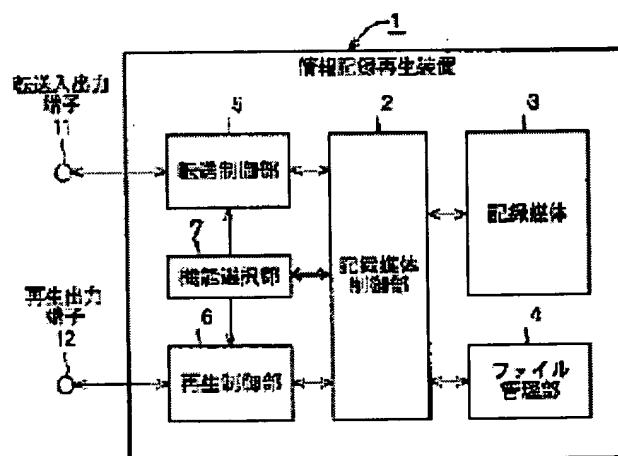 1
情報記録再生装置
転送入出力
端子
11
5
転送制御部
2
記録媒体
制御部
3
記録媒体
7
機能選択部
再生出力
端子
12
6
再生制御部
4
ファイル
管理部